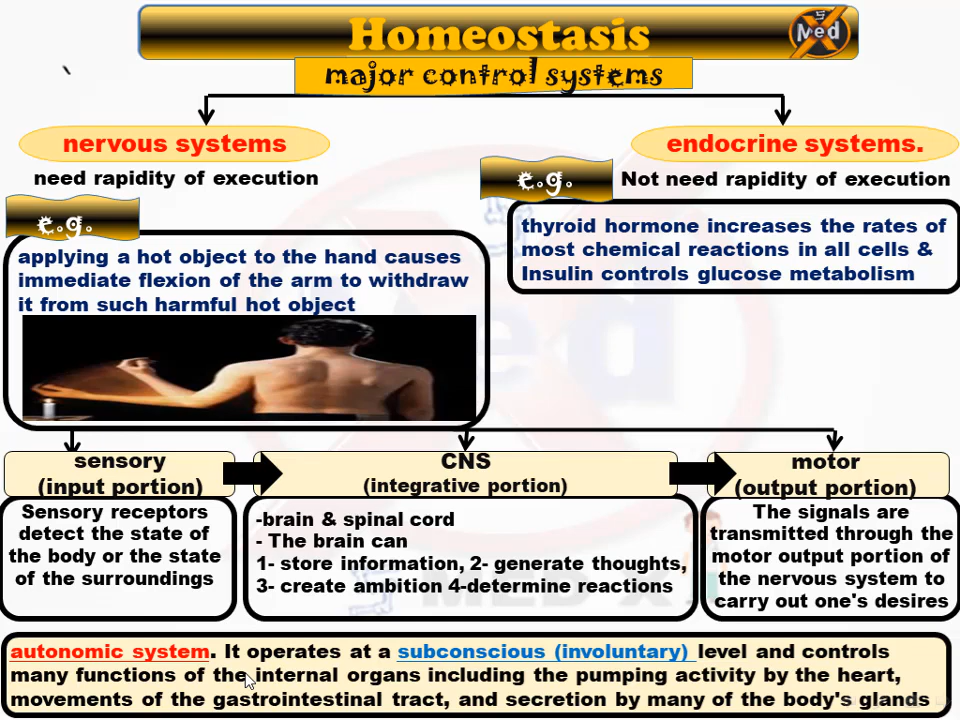 Homeostasis
Med
major control systems
nervous systems
endocrine systems.
need rapidity of execution
e.g.
Not need rapidity of execution
e.g.
thyroid hormone increases the rates of
most chemical reactions in all cells &
Insulin controls glucose metabolism
applying a hot object to the hand causes
immediate flexion of the arm to withdraw
it from such harmful hot object
sensory
(input portion)
CNS
(integrative portion)
motor
(output portion)
Sensory receptors
detect the state of
the body or the state
of the surroundings
-brain & spinal cord
- The brain can
1- store information, 2- generate thoughts,
3- create ambition 4-determine reactions
The signals are
transmitted through the
motor output portion of
the nervous system to
carry out one's desires
MED X
autonomic system. It operates at a subconscious (involuntary) level and controls
many functions of the internal organs including the pumping activity by the heart,
movements of the gastrointestinal tract, and secretion by many of the body's glands